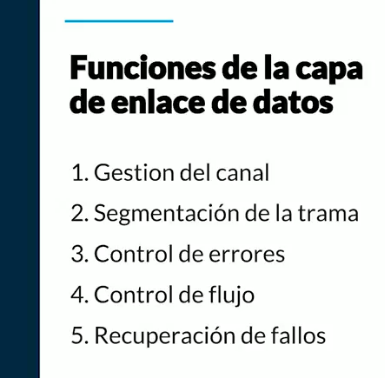 Funciones de la capa
de enlace de datos
1. Gestion del canal
2. Segmentación de la trama
3. Control de errores
4. Control de flujo
5. Recuperación de fallos